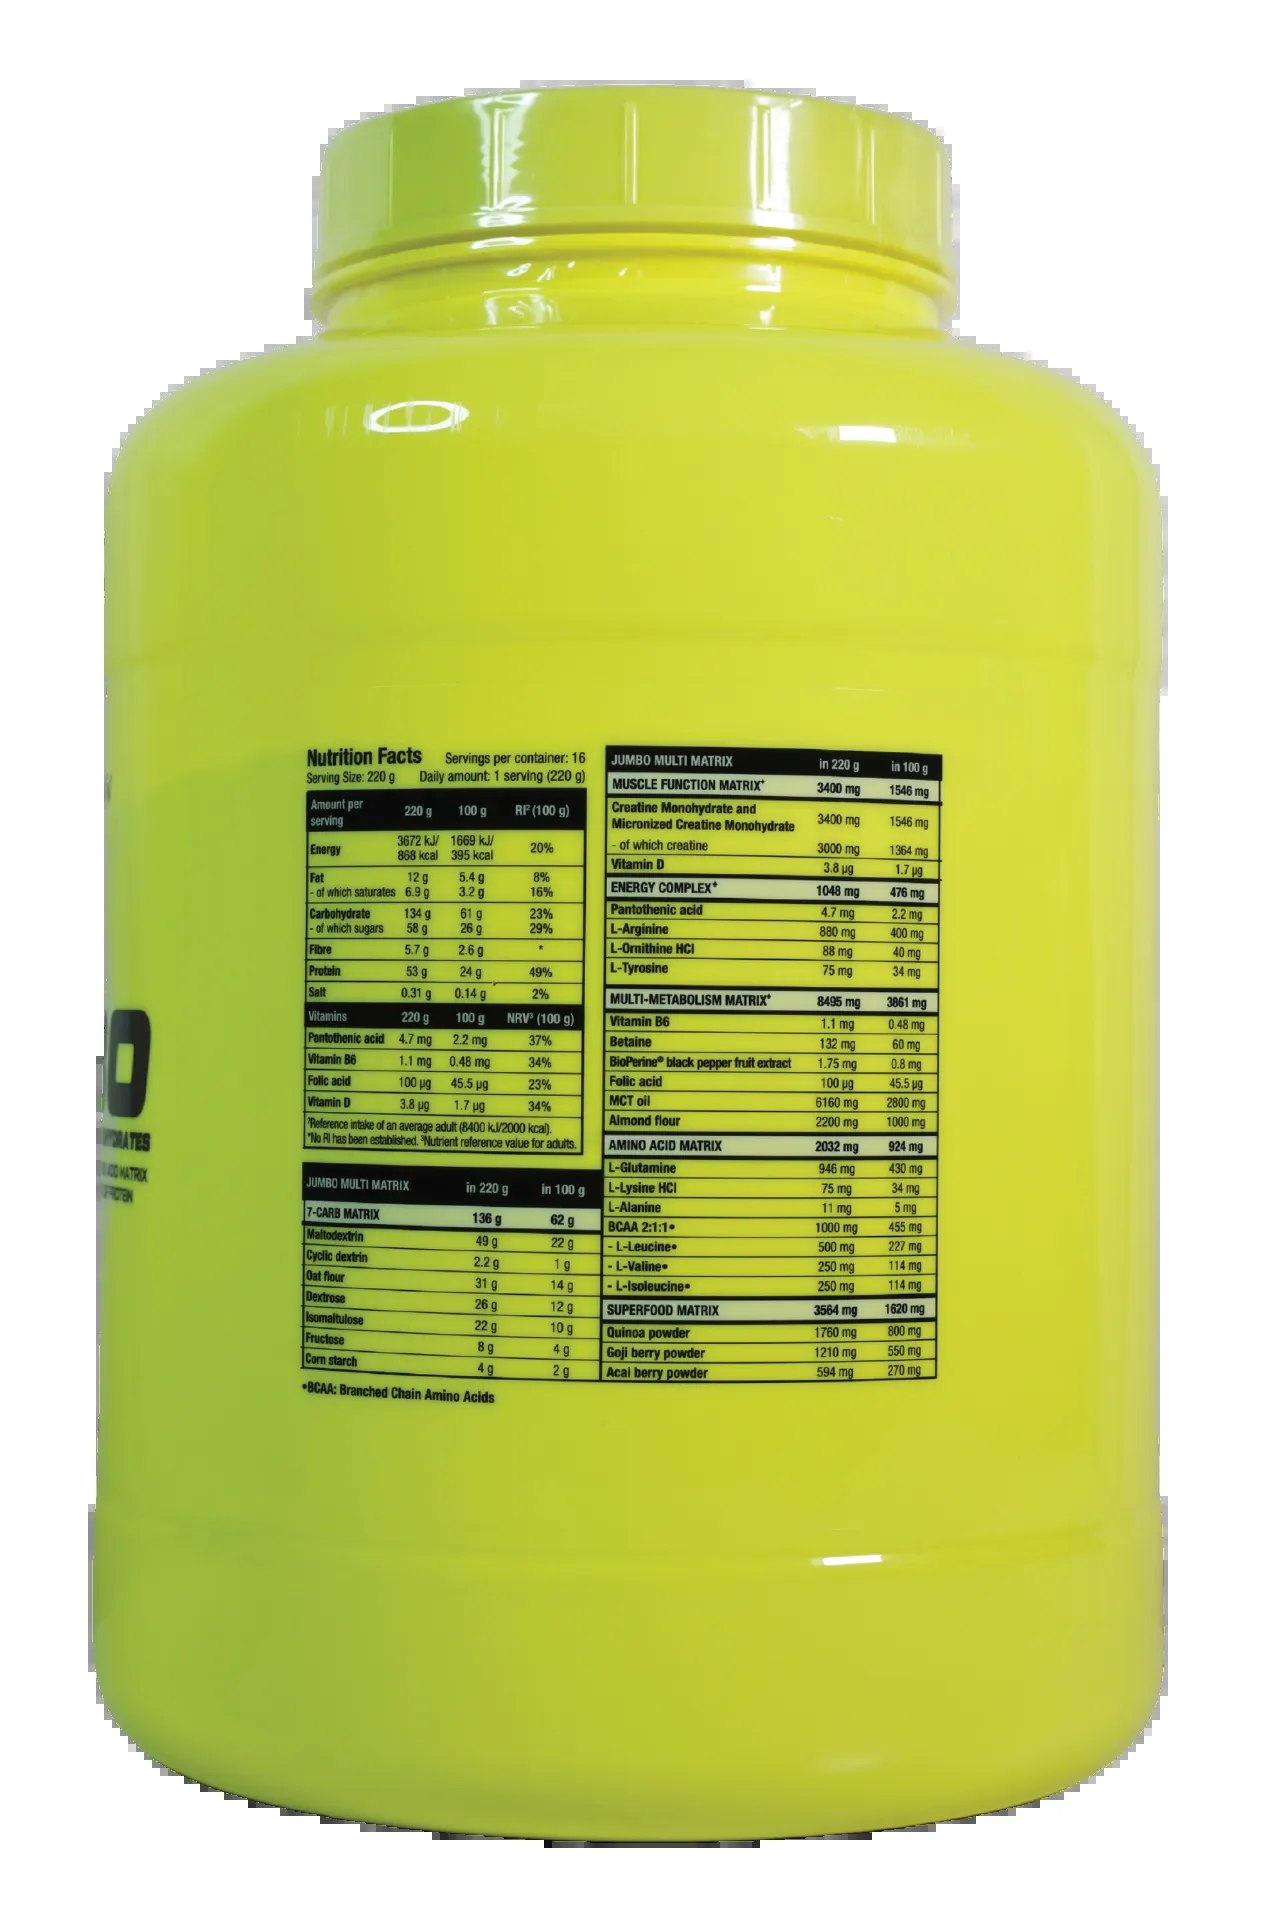 Nutrition Facts Servings per container: 16
Serving Size: 220 g Daily amount: 1 serving (220 g)
Amount per serving 220 g 100 g RI² (100 g)
Energy 3672 kJ/ 868 kcal 1669 kJ/ 395 kcal 20%
Fat 12 g 5.4 g 8%
- of which saturates 6.9 g 3.2 g 16%
Carbohydrate 134 g 61 g 23%
- of which sugars 58 g 26 g 29%
Fibre 5.7 g 2.6 g *
Protein 53 g 24 g 49%
Salt 0.31 g 0.14 g 2%
Vitamins 220 g 100 g NRV³ (100 g)
Pantothenic acid 4.7 mg 2.2 mg 37%
Vitamin B6 1.1 mg 0.48 mg 34%
Folic acid 100 µg 45.5 µg 23%
Vitamin D 3.8 µg 1.7 µg 34%
Reference intake of an average adult (8400 kJ/2000 kcal).
*No RI has been established. ³Nutrient reference value for adults.
JUMBO MULTI MATRIX in 220 g in 100 g
7-CARB MATRIX 136 g 62 g
Maltodextrin 49 g 22 g
Cyclic dextrin 2.2 g 1 g
Oat flour 31 g 14 g
Dextrose 26 g 12 g
Isomaltulose 22 g 10 g
Fructose 8 g 4 g
Corn starch 4 g 2 g
•BCAA: Branched Chain Amino Acids
JUMBO MULTI MATRIX in 220 g in 100 g
MUSCLE FUNCTION MATRIX⁺ 3400 mg 1546 mg
Creatine Monohydrate and
Micronized Creatine Monohydrate 3400 mg 1546 mg
- of which creatine 3000 mg 1364 mg
Vitamin D 3.8 µg 1.7 µg
ENERGY COMPLEX⁺ 1048 mg 476 mg
Pantothenic acid 4.7 mg 2.2 mg
L-Arginine 880 mg 400 mg
L-Ornithine HCl 88 mg 40 mg
L-Tyrosine 75 mg 34 mg
MULTI-METABOLISM MATRIX⁺ 8495 mg 3861 mg
Vitamin B6 1.1 mg 0.48 mg
Betaine 132 mg 60 mg
BioPerine® black pepper fruit extract 1.75 mg 0.8 mg
Folic acid 100 µg 45.5 µg
MCT oil 6160 mg 2800 mg
Almond flour 2200 mg 1000 mg
AMINO ACID MATRIX 2032 mg 924 mg
L-Glutamine 946 mg 430 mg
L-Lysine HCl 75 mg 34 mg
L-Alanine 11 mg 5 mg
BCAA 2:1:1• 1000 mg 455 mg
- L-Leucine• 500 mg 227 mg
- L-Valine• 250 mg 114 mg
- L-Isoleucine• 250 mg 114 mg
SUPERFOOD MATRIX 3564 mg 1620 mg
Quinoa powder 1760 mg 800 mg
Goji berry powder 1210 mg 550 mg
Acai berry powder 594 mg 270 mg
MATRIX